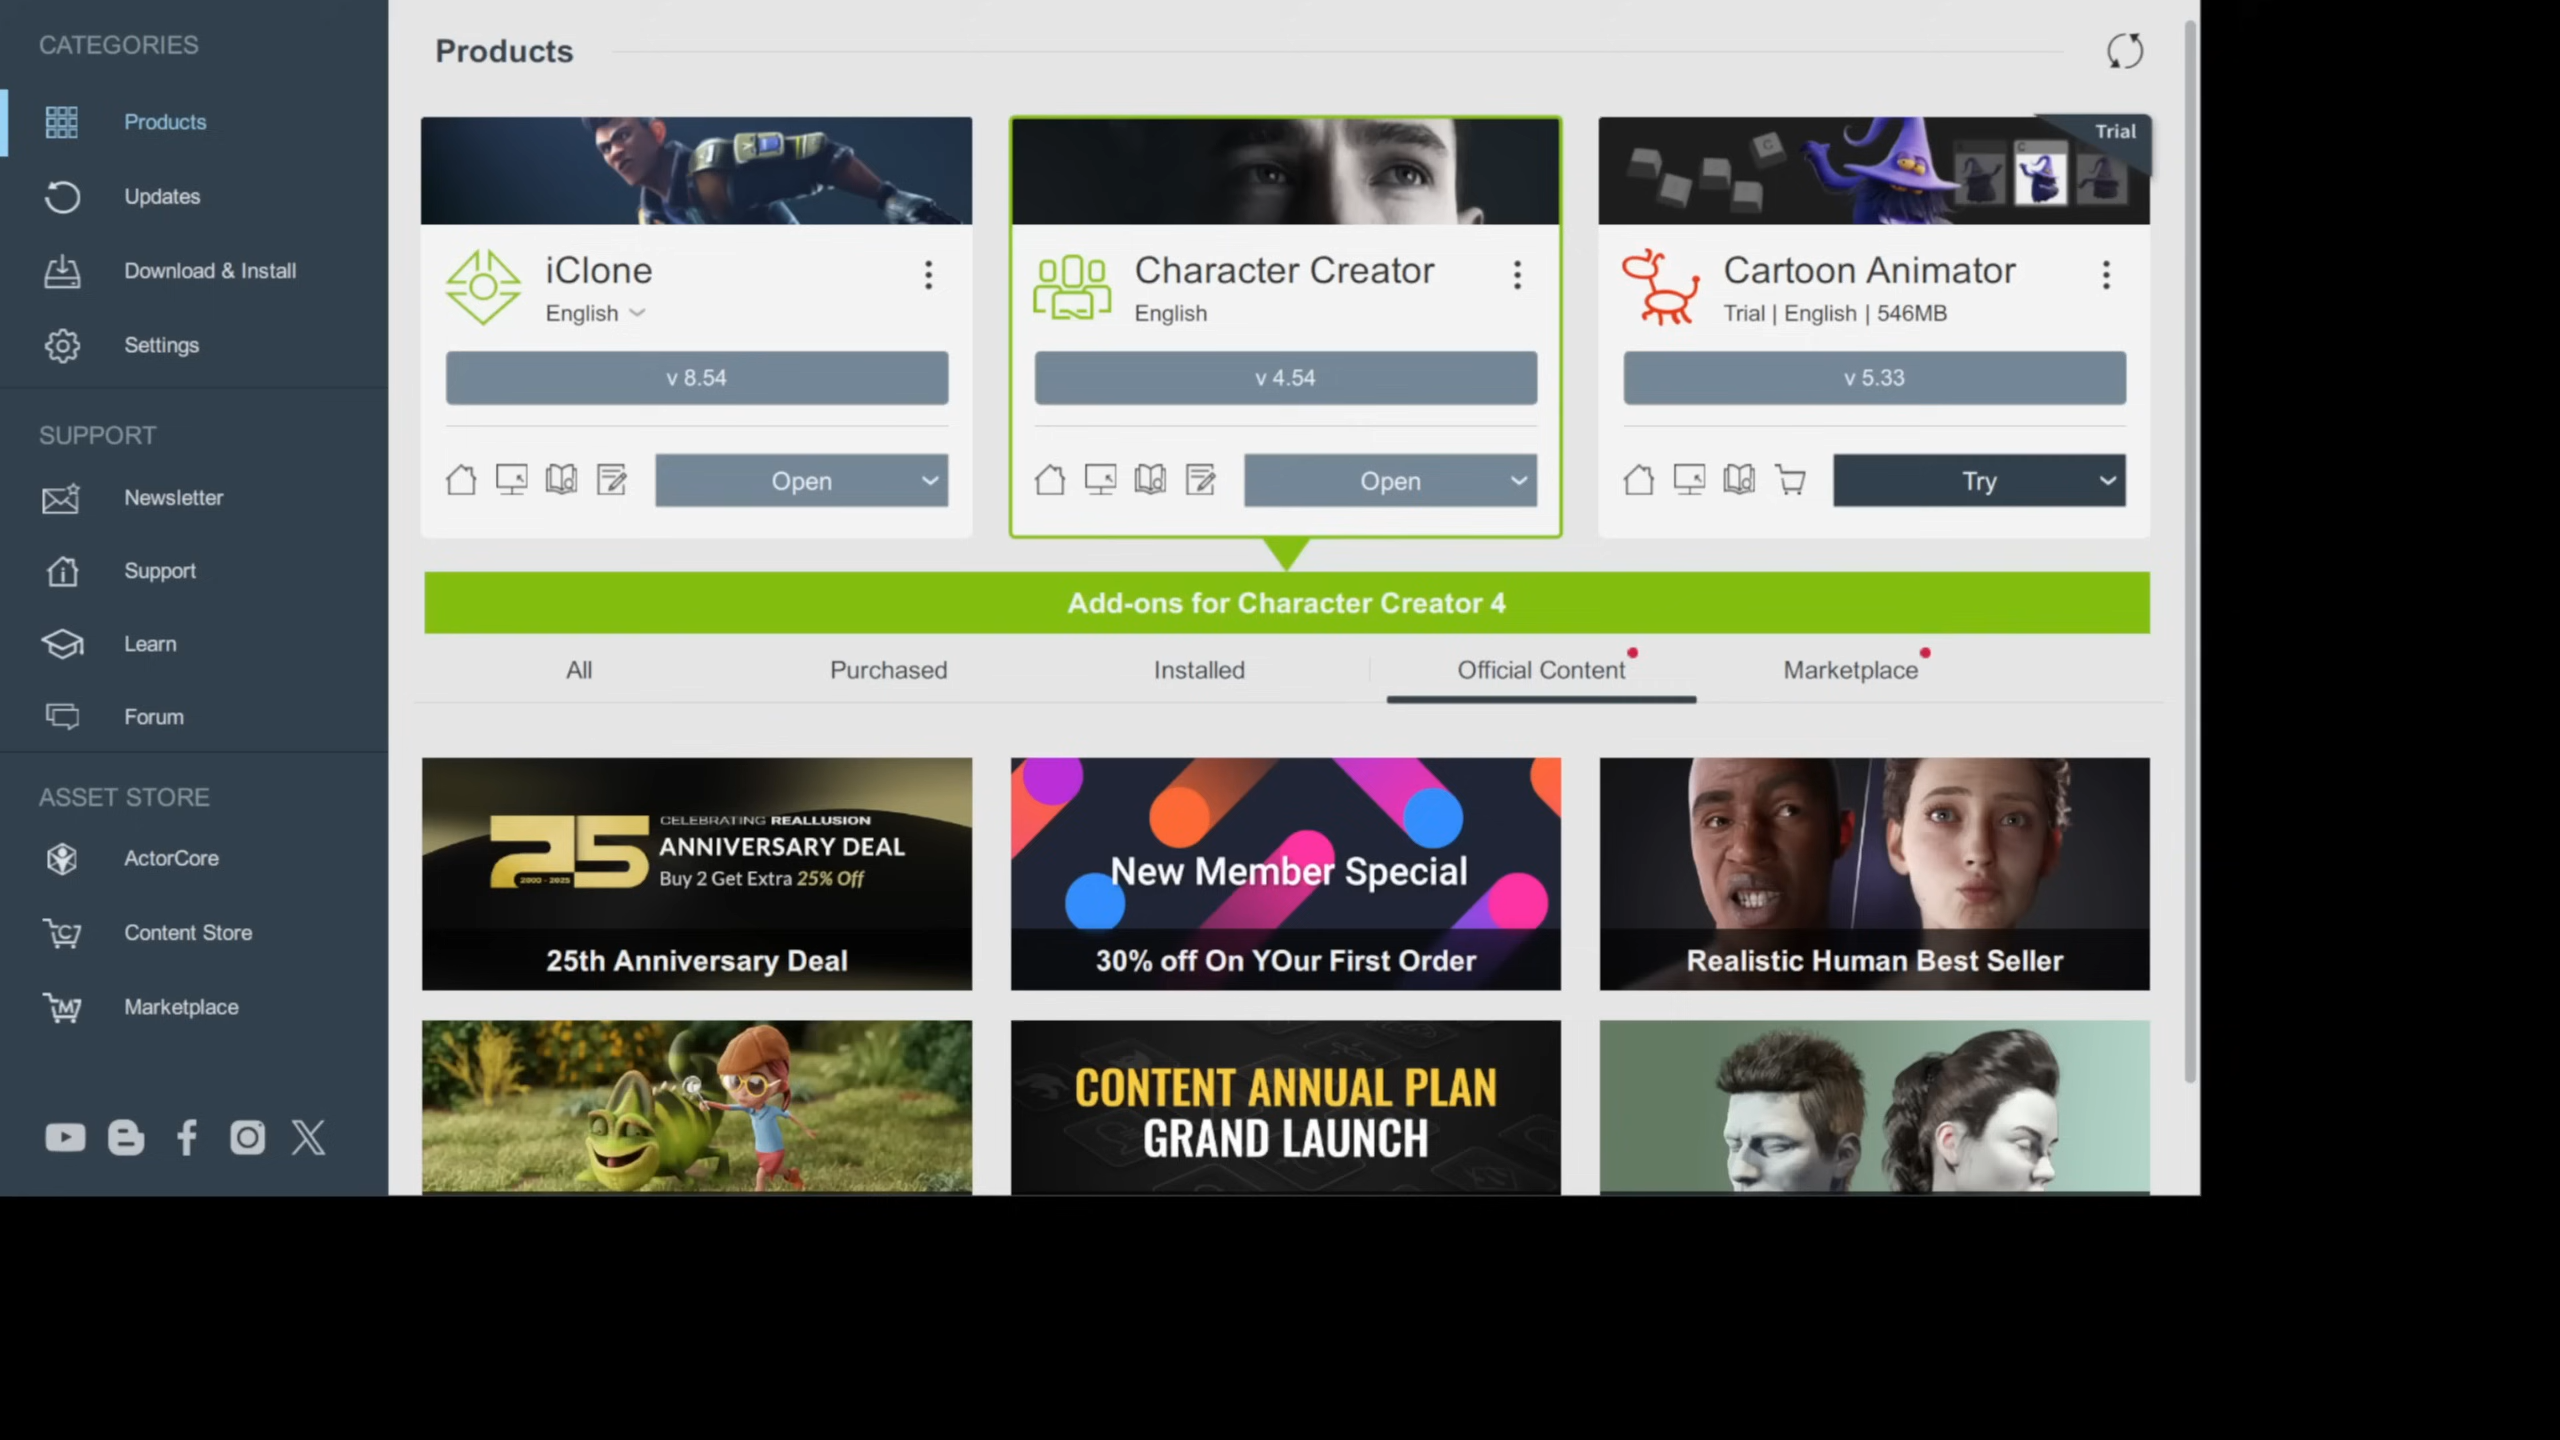 CATEGORIES
Products
Updates
Download & Install
Settings
SUPPORT
Newsletter
Support
Learn
Forum
ASSET STORE
ActorCore
Content Store
Marketplace
Products
iClone
English
v 8.54
Open
Character Creator
English
v 4.54
Open
Trial
Cartoon Animator
Trial | English | 546MB
v 5.33
Try
Add-ons for Character Creator 4
All
Purchased
Installed
Official Content
Marketplace
25
2000 - 2025
CELEBRATING REALLUSION
ANNIVERSARY DEAL
Buy 2 Get Extra 25% Off
25th Anniversary Deal
New Member Special
30% off On YOur First Order
Realistic Human Best Seller
CONTENT ANNUAL PLAN
GRAND LAUNCH